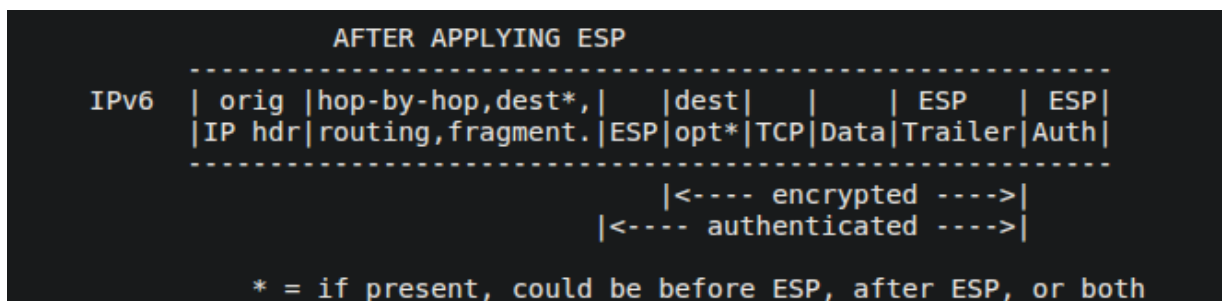 AFTER APPLYING ESP
---------------------------------------------------------
IPv6 | orig |hop-by-hop,dest*,| |dest| | | ESP | ESP|
|IP hdr|routing,fragment.|ESP|opt*|TCP|Data|Trailer|Auth|
---------------------------------------------------------
|<---- encrypted ---->|
|<---- authenticated ---->|
* = if present, could be before ESP, after ESP, or both